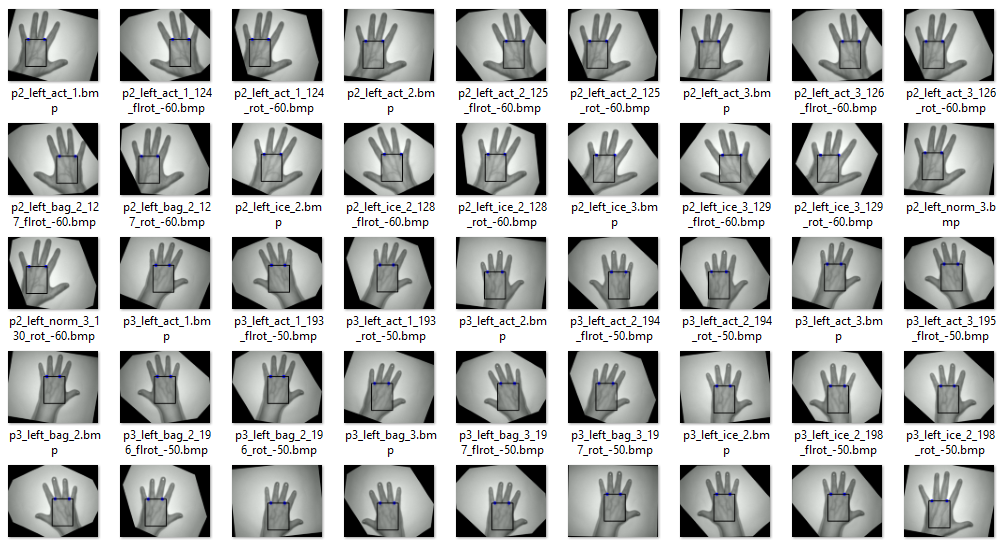 p2_left_act_1.bm
p
p2_left_act_1_124
_flrot_-60.bmp
p2_left_act_1_124
_rot_-60.bmp
p2_left_act_2.bm
p
p2_left_act_2_125
_flrot_-60.bmp
p2_left_act_2_125
_rot_-60.bmp
p2_left_act_3.bm
p
p2_left_act_3_126
_flrot_-60.bmp
p2_left_act_3_126
_rot_-60.bmp
p2_left_bag_2_12
7_flrot_-60.bmp
p2_left_bag_2_12
7_rot_-60.bmp
p2_left_ice_2.bm
p
p2_left_ice_2_128
_flrot_-60.bmp
p2_left_ice_2_128
_rot_-60.bmp
p2_left_ice_3.bm
p
p2_left_ice_3_129
_flrot_-60.bmp
p2_left_ice_3_129
_rot_-60.bmp
p2_left_norm_3.b
mp
p2_left_norm_3_1
30_rot_-60.bmp
p3_left_act_1.bm
p
p3_left_act_1_193
_flrot_-50.bmp
p3_left_act_1_193
_rot_-50.bmp
p3_left_act_2.bm
p
p3_left_act_2_194
_flrot_-50.bmp
p3_left_act_2_194
_rot_-50.bmp
p3_left_act_3.bm
p
p3_left_act_3_195
_flrot_-50.bmp
p3_left_bag_2.bm
p
p3_left_bag_2_19
6_flrot_-50.bmp
p3_left_bag_2_19
6_rot_-50.bmp
p3_left_bag_3.bm
p
p3_left_bag_3_19
7_flrot_-50.bmp
p3_left_bag_3_19
7_rot_-50.bmp
p3_left_ice_2.bm
p
p3_left_ice_2_198
_flrot_-50.bmp
p3_left_ice_2_198
_rot_-50.bmp